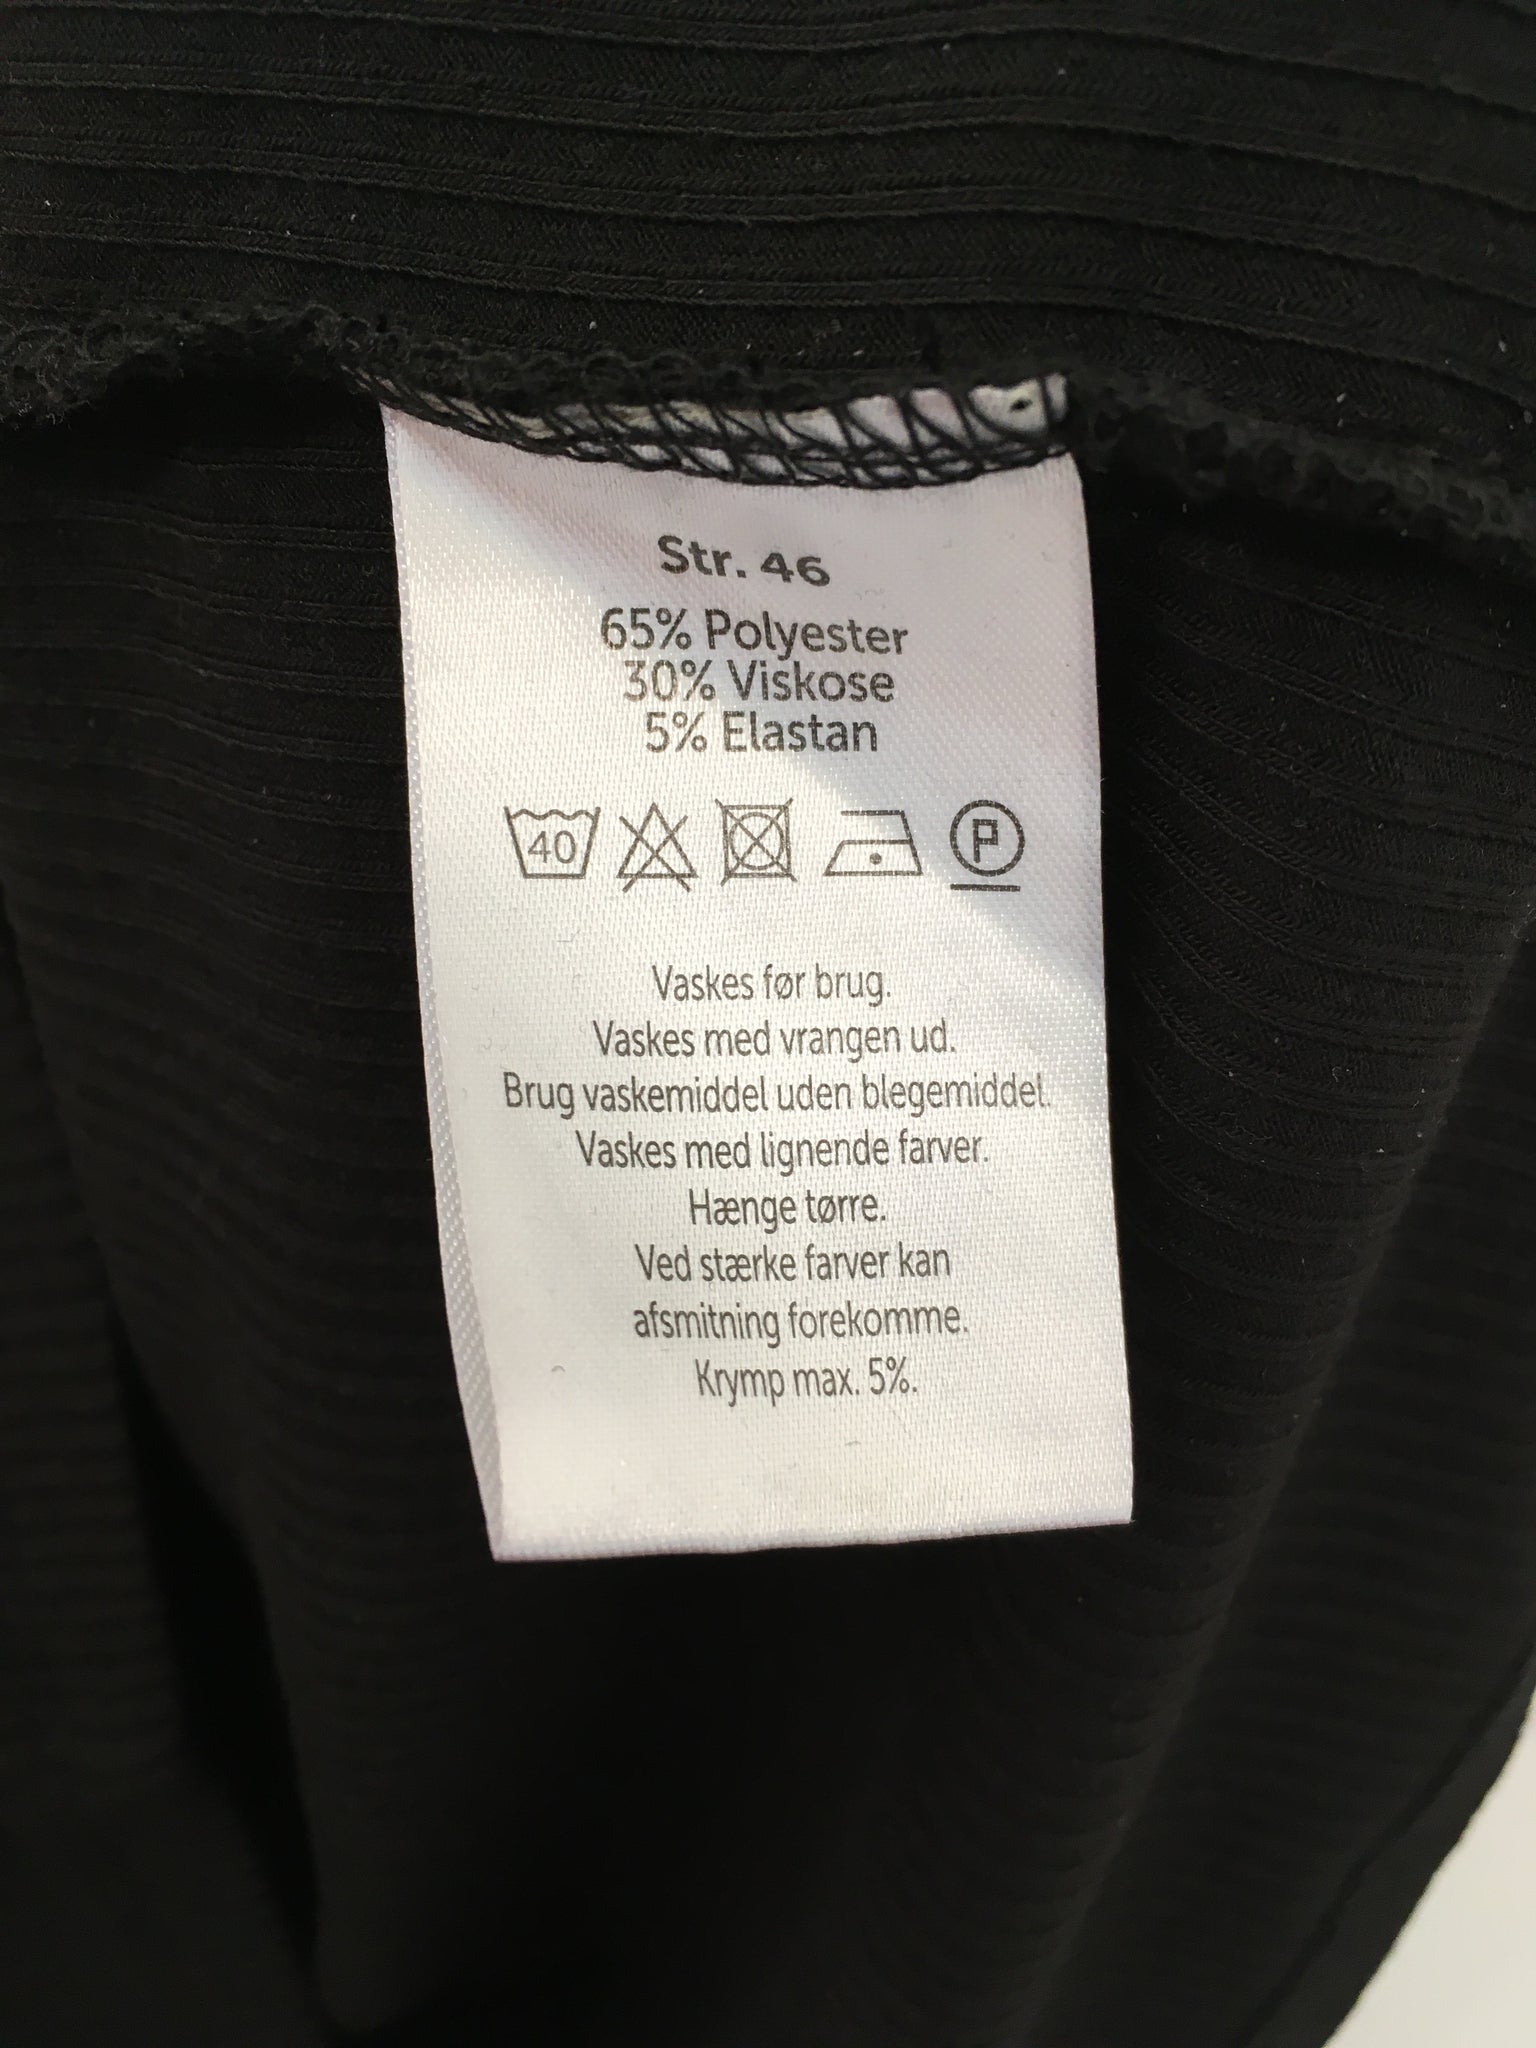 Str. 46
65% Polyester
30% Viskose
5% Elastan
40 P
Vaskes før brug.
Vaskes med vrangen ud.
Brug vaskemiddel uden blegemiddel.
Vaskes med lignende farver.
Hænge tørre.
Ved stærke farver kan
afsmitning forekomme.
Krymp max. 5%.